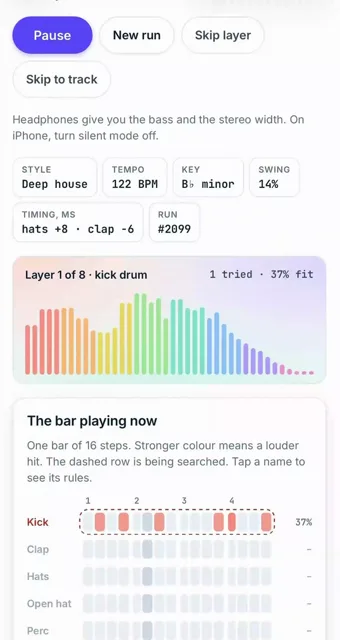 Pause
New run
Skip layer
Skip to track
Headphones give you the bass and the stereo width. On
iPhone, turn silent mode off.
STYLE
Deep house
TEMPO
122 BPM
KEY
B♭ minor
SWING
14%
TIMING, MS
hats +8 · clap -6
RUN
#2099
Layer 1 of 8 · kick drum
1 tried · 37% fit
The bar playing now
One bar of 16 steps. Stronger colour means a louder
hit. The dashed row is being searched. Tap a name to
see its rules.
1 2 3 4
Kick 37%
Clap –
Hats –
Open hat –
Perc –